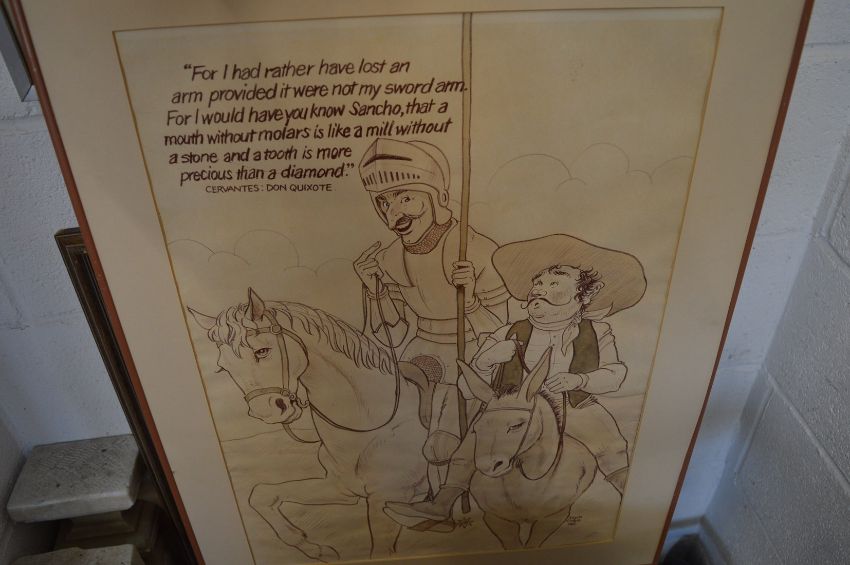 "For I had rather have lost an
arm provided it were not my sword arm.
For I would have you know Sancho, that a
mouth without molars is like a mill without
a stone and a tooth is more
precious than a diamond."
CERVANTES: DON QUIXOTE